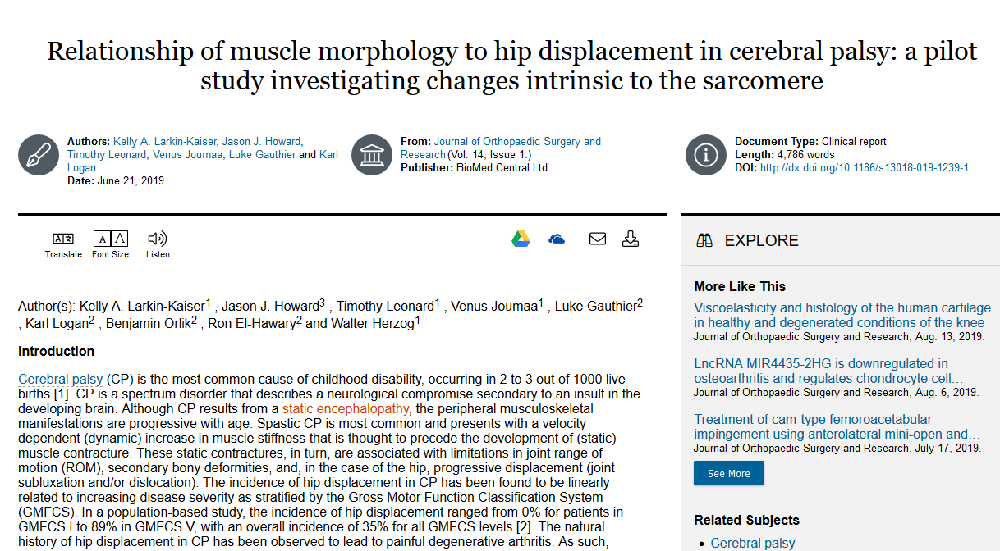 Relationship of muscle morphology to hip displacement in cerebral palsy: a pilot
study investigating changes intrinsic to the sarcomere
Authors: Kelly A. Larkin-Kaiser, Jason J. Howard,
Timothy Leonard, Venus Joumaa, Luke Gauthier and Karl
Logan
Date: June 21, 2019
From: Journal of Orthopaedic Surgery and
Research (Vol. 14, Issue 1.)
Publisher: BioMed Central Ltd.
Document Type: Clinical report
Length: 4,786 words
DOI: http://dx.doi.org/10.1186/s13018-019-1239-1
Translate
Font Size
Listen
Author(s): Kelly A. Larkin-Kaiser1 , Jason J. Howard3 , Timothy Leonard1 , Venus Joumaa1 , Luke Gauthier2
, Karl Logan2 , Benjamin Orlik2 , Ron El-Hawary2 and Walter Herzog1
Introduction
Cerebral palsy (CP) is the most common cause of childhood disability, occurring in 2 to 3 out of 1000 live
births [1]. CP is a spectrum disorder that describes a neurological compromise secondary to an insult in the
developing brain. Although CP results from a static encephalopathy, the peripheral musculoskeletal
manifestations are progressive with age. Spastic CP is most common and presents with a velocity
dependent (dynamic) increase in muscle stiffness that is thought to precede the development of (static)
muscle contracture. These static contractures, in turn, are associated with limitations in joint range of
motion (ROM), secondary bony deformities, and, in the case of the hip, progressive displacement (joint
subluxation and/or dislocation). The incidence of hip displacement in CP has been found to be linearly
related to increasing disease severity as stratified by the Gross Motor Function Classification System
(GMFCS). In a population-based study, the incidence of hip displacement ranged from 0% for patients in
GMFCS I to 89% in GMFCS V, with an overall incidence of 35% for all GMFCS levels [2]. The natural
history of hip displacement in CP has been observed to lead to painful degenerative arthritis. As such,
EXPLORE
More Like This
Viscoelasticity and histology of the human cartilage
in healthy and degenerated conditions of the knee
Journal of Orthopaedic Surgery and Research, Aug. 13, 2019.
LncRNA MIR4435-2HG is downregulated in
osteoarthritis and regulates chondrocyte cell…
Journal of Orthopaedic Surgery and Research, Aug. 6, 2019.
Treatment of cam-type femoroacetabular
impingement using anterolateral mini-open and…
Journal of Orthopaedic Surgery and Research, July 17, 2019.
See More
Related Subjects
• Cerebral palsy